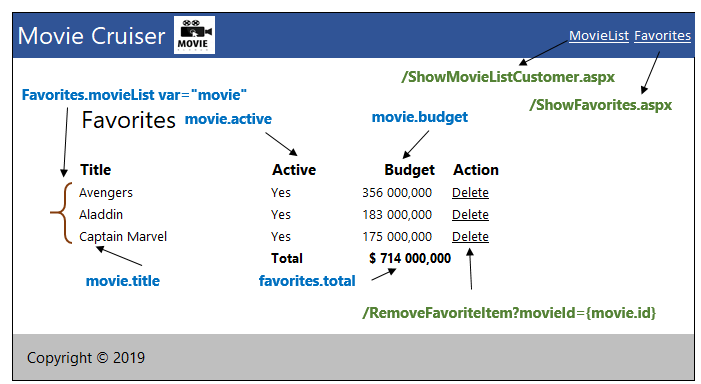 Movie Cruiser MOVIE MovieList Favorites
/ShowMovieListCustomer.aspx
Favorites.movieList var="movie"
/ShowFavorites.aspx
Favorites movie.active movie.budget
Title Active Budget Action
Avengers Yes 356 000,000 Delete
Aladdin Yes 183 000,000 Delete
Captain Marvel Yes 175 000,000 Delete
Total $ 714 000,000
movie.title favorites.total
/RemoveFavoriteItem?movieId={movie.id}
Copyright © 2019